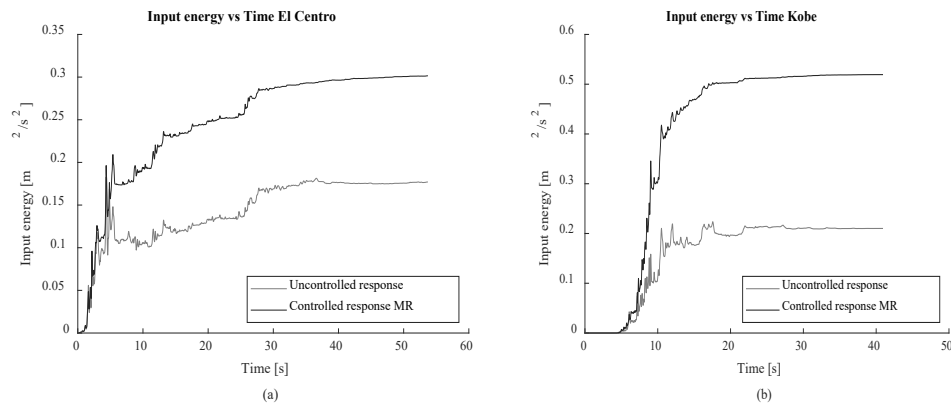 Input energy vs Time El Centro
0.35
0.3
0.25
0.2
0.15
0.1
0.05
0
Input energy [m 2/s 2 ]
Uncontrolled response
Controlled response MR
0 10 20 30 40 50 60
Time [s]
(a)
Input energy vs Time Kobe
0.6
0.5
0.4
0.3
0.2
0.1
0
Input energy [m 2/s 2 ]
Uncontrolled response
Controlled response MR
0 10 20 30 40 50
Time [s]
(b)